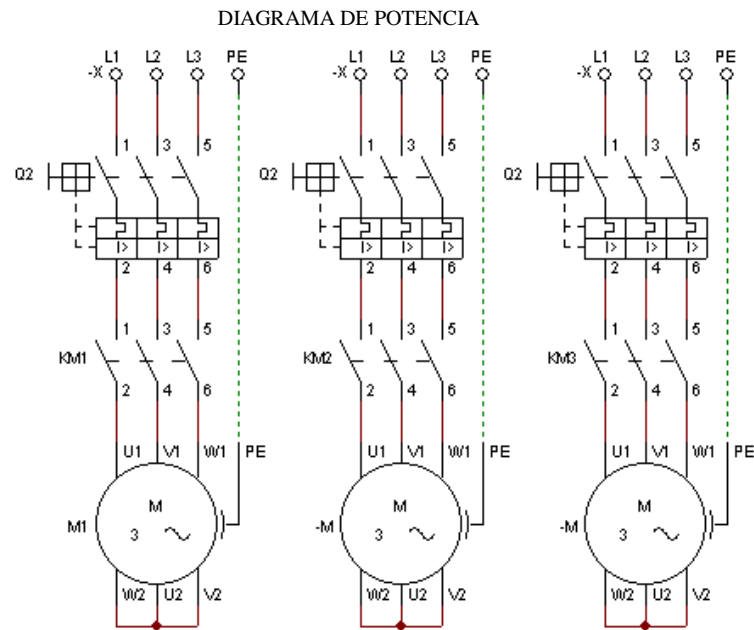 DIAGRAMA DE POTENCIA
L1 L2 L3 PE L1 L2 L3 PE L1 L2 L3 PE
-X -X -X
1 3 5 1 3 5 1 3 5
Q2 Q2 Q2
I> I> I> I> I> I> I> I> I>
2 4 6 2 4 6 2 4 6
1 3 5 1 3 5 1 3 5
KM1 KM2 KM3
2 4 6 2 4 6 2 4 6
U1 V1 W1 PE U1 V1 W1 PE U1 V1 W1 PE
M M M
M1 3 -M 3 -M 3
W2 U2 V2 W2 U2 V2 W2 U2 V2